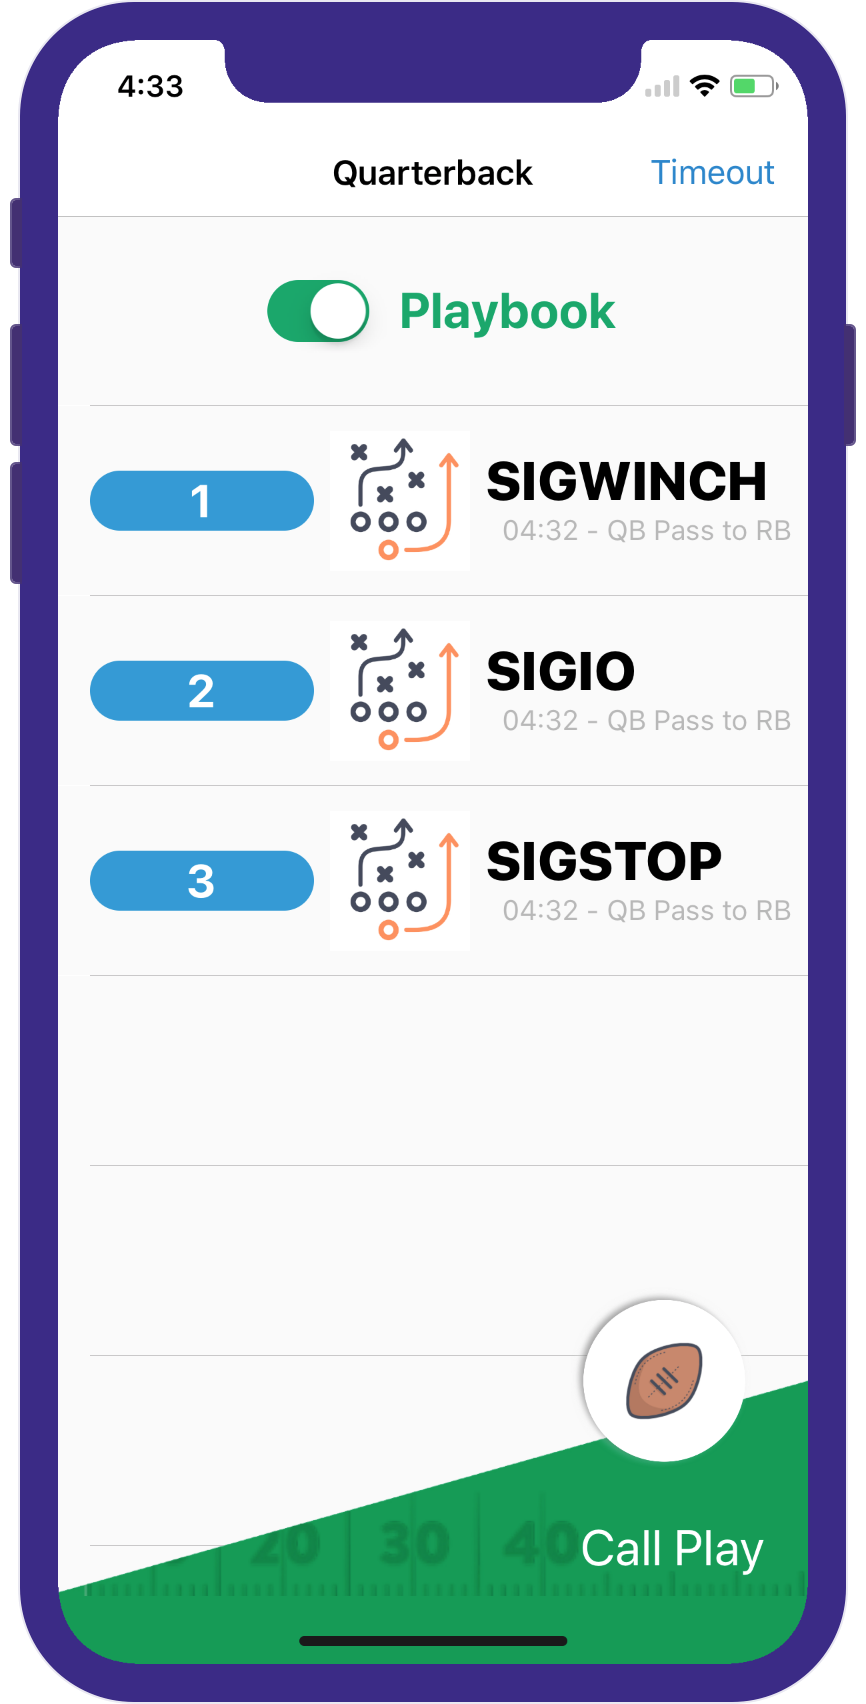 4:33
Quarterback
Timeout
Playbook
1
SIGWINCH
04:32 - QB Pass to RB
2
SIGIO
04:32 - QB Pass to RB
3
SIGSTOP
04:32 - QB Pass to RB
20 30 40
Call Play